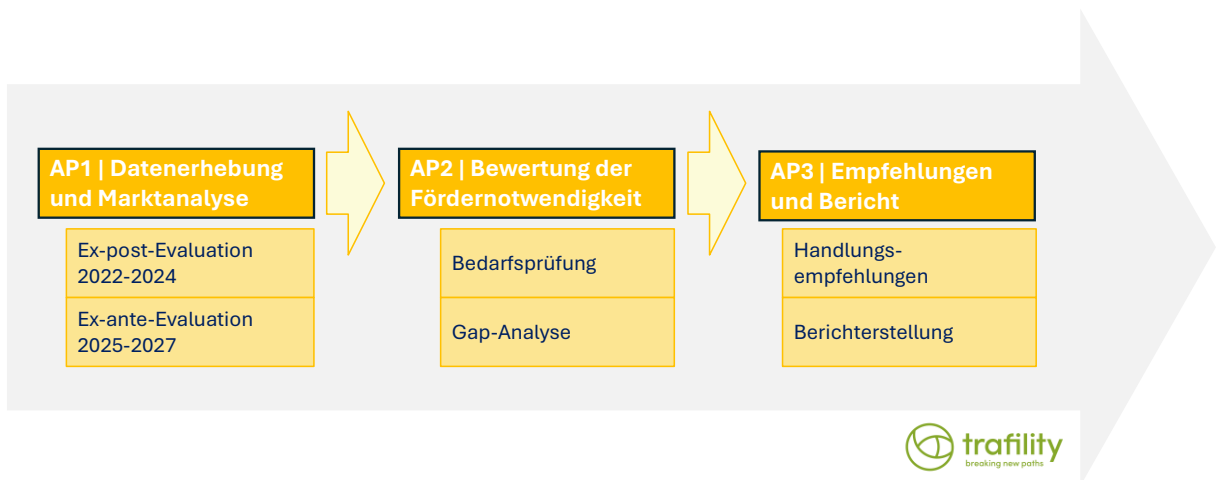 AP1 | Datenerhebung
und Marktanalyse
Ex-post-Evaluation
2022-2024
Ex-ante-Evaluation
2025-2027
AP2 | Bewertung der
Fördernotwendigkeit
Bedarfsprüfung
Gap-Analyse
AP3 | Empfehlungen
und Bericht
Handlungs-
empfehlungen
Berichterstellung
trafility
breaking new paths